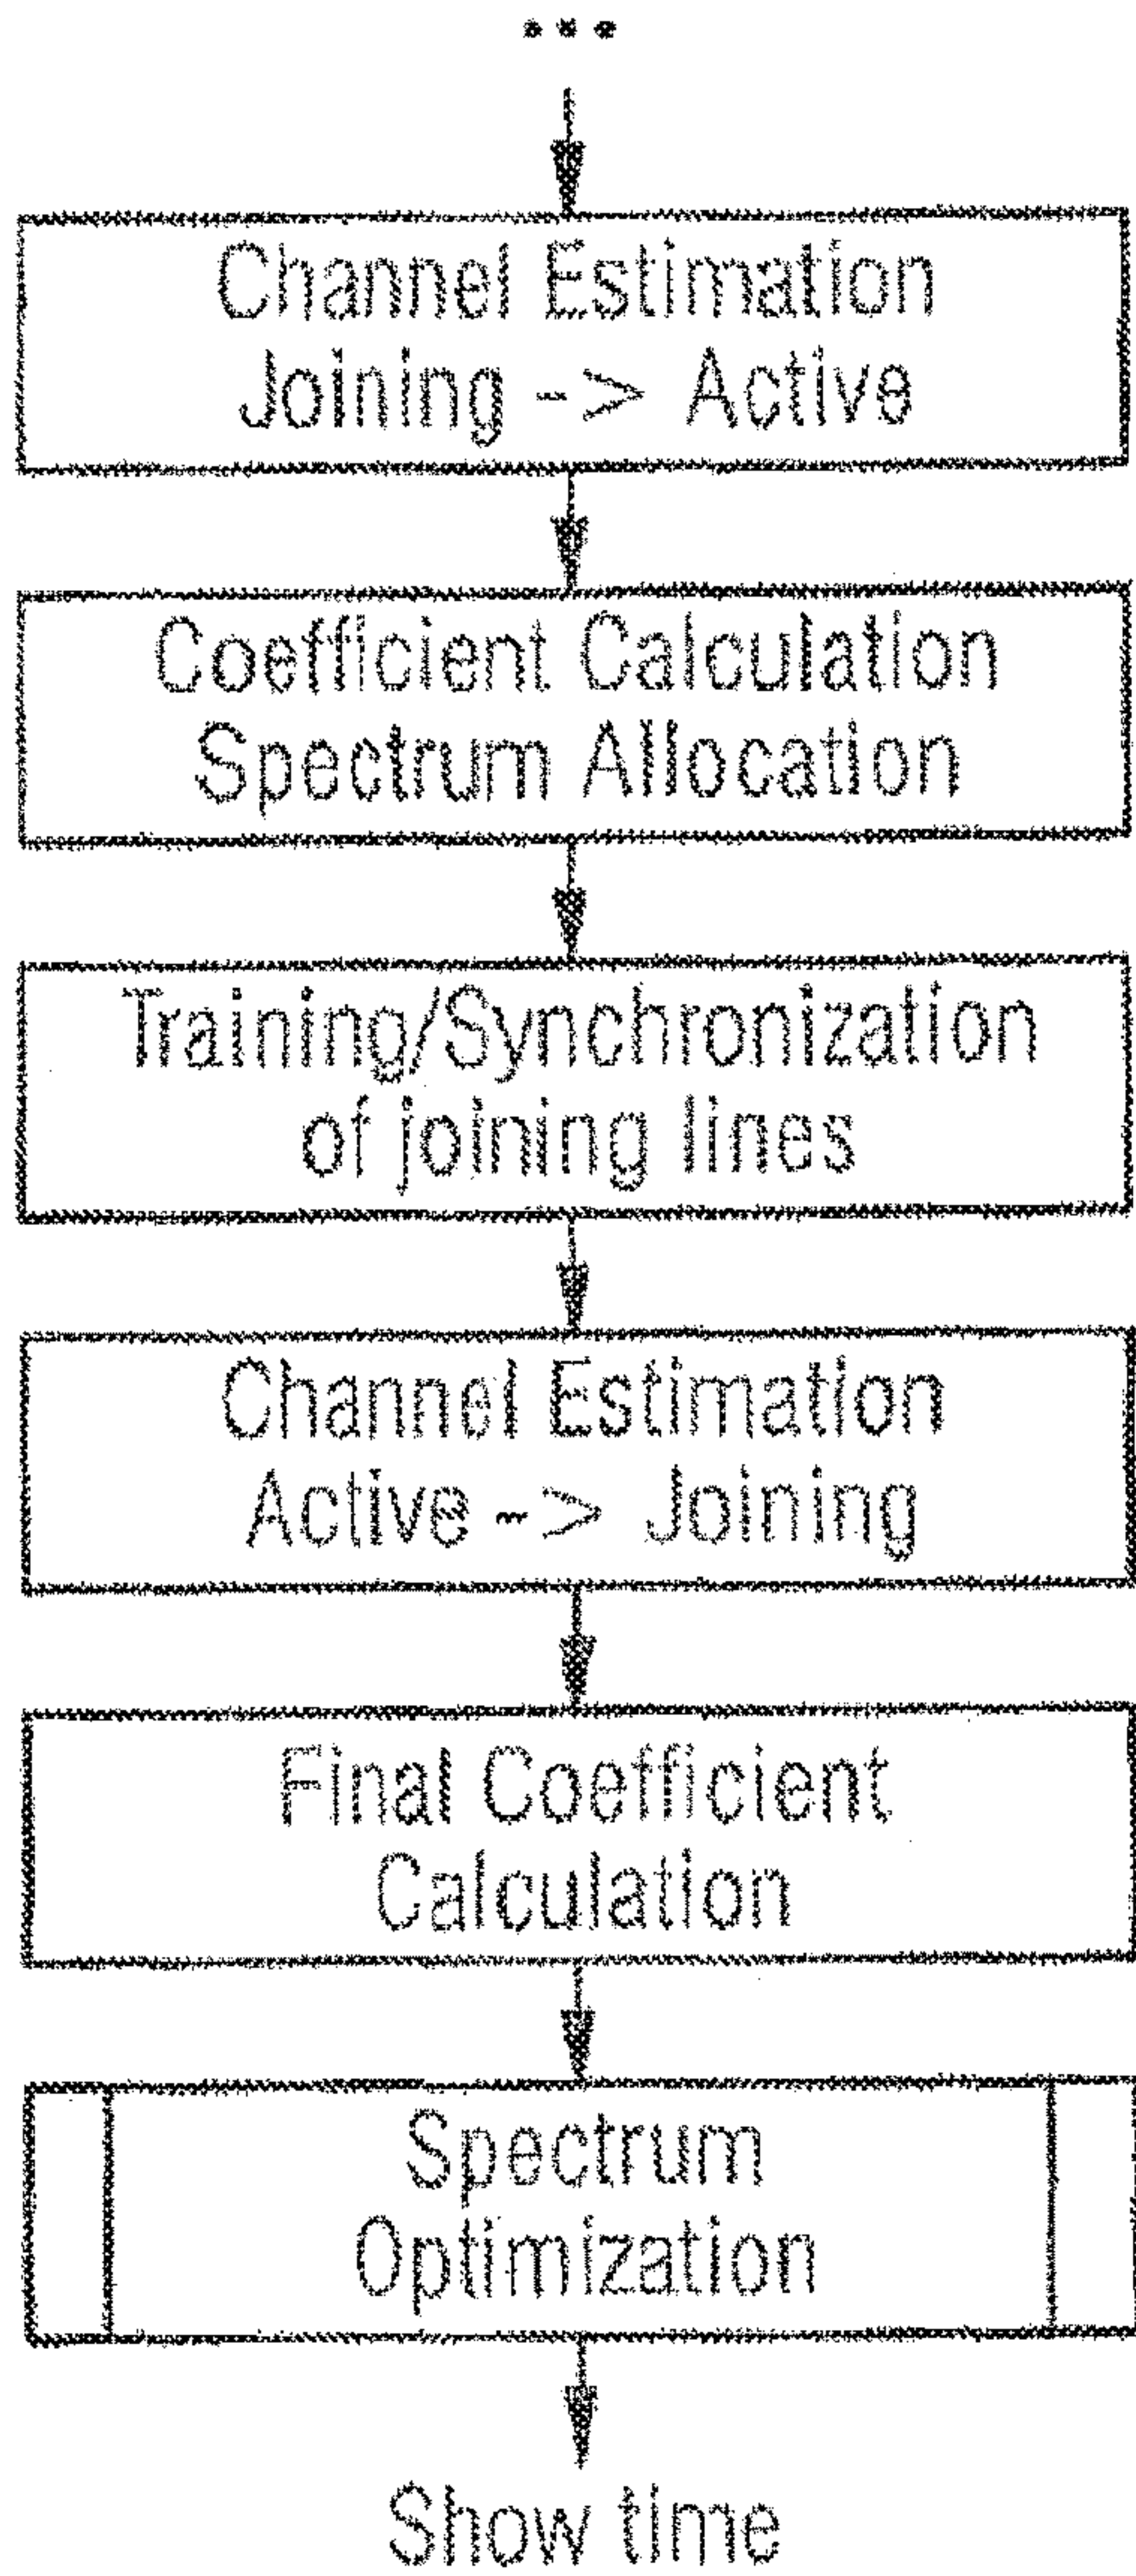 ...
Channel Estimation
Joining -> Active
Coefficient Calculation
Spectrum Allocation
Training/Synchronization
of joining lines
Channel Estimation
Active -> Joining
Final Coefficient
Calculation
Spectrum
Optimization
Show time